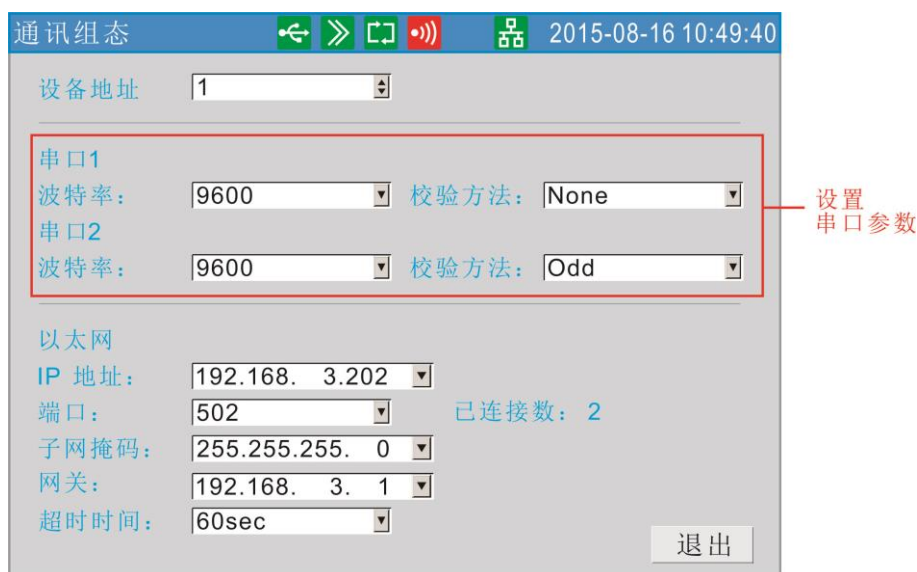 通讯组态 2015-08-16 10:49:40
设备地址 1
串口1
波特率： 9600 校验方法： None
串口2
波特率： 9600 校验方法： Odd
设置
串口参数
以太网
IP 地址： 192.168. 3.202
端口： 502 已连接数： 2
子网掩码： 255.255.255. 0
网关： 192.168. 3. 1
超时时间： 60sec
退出